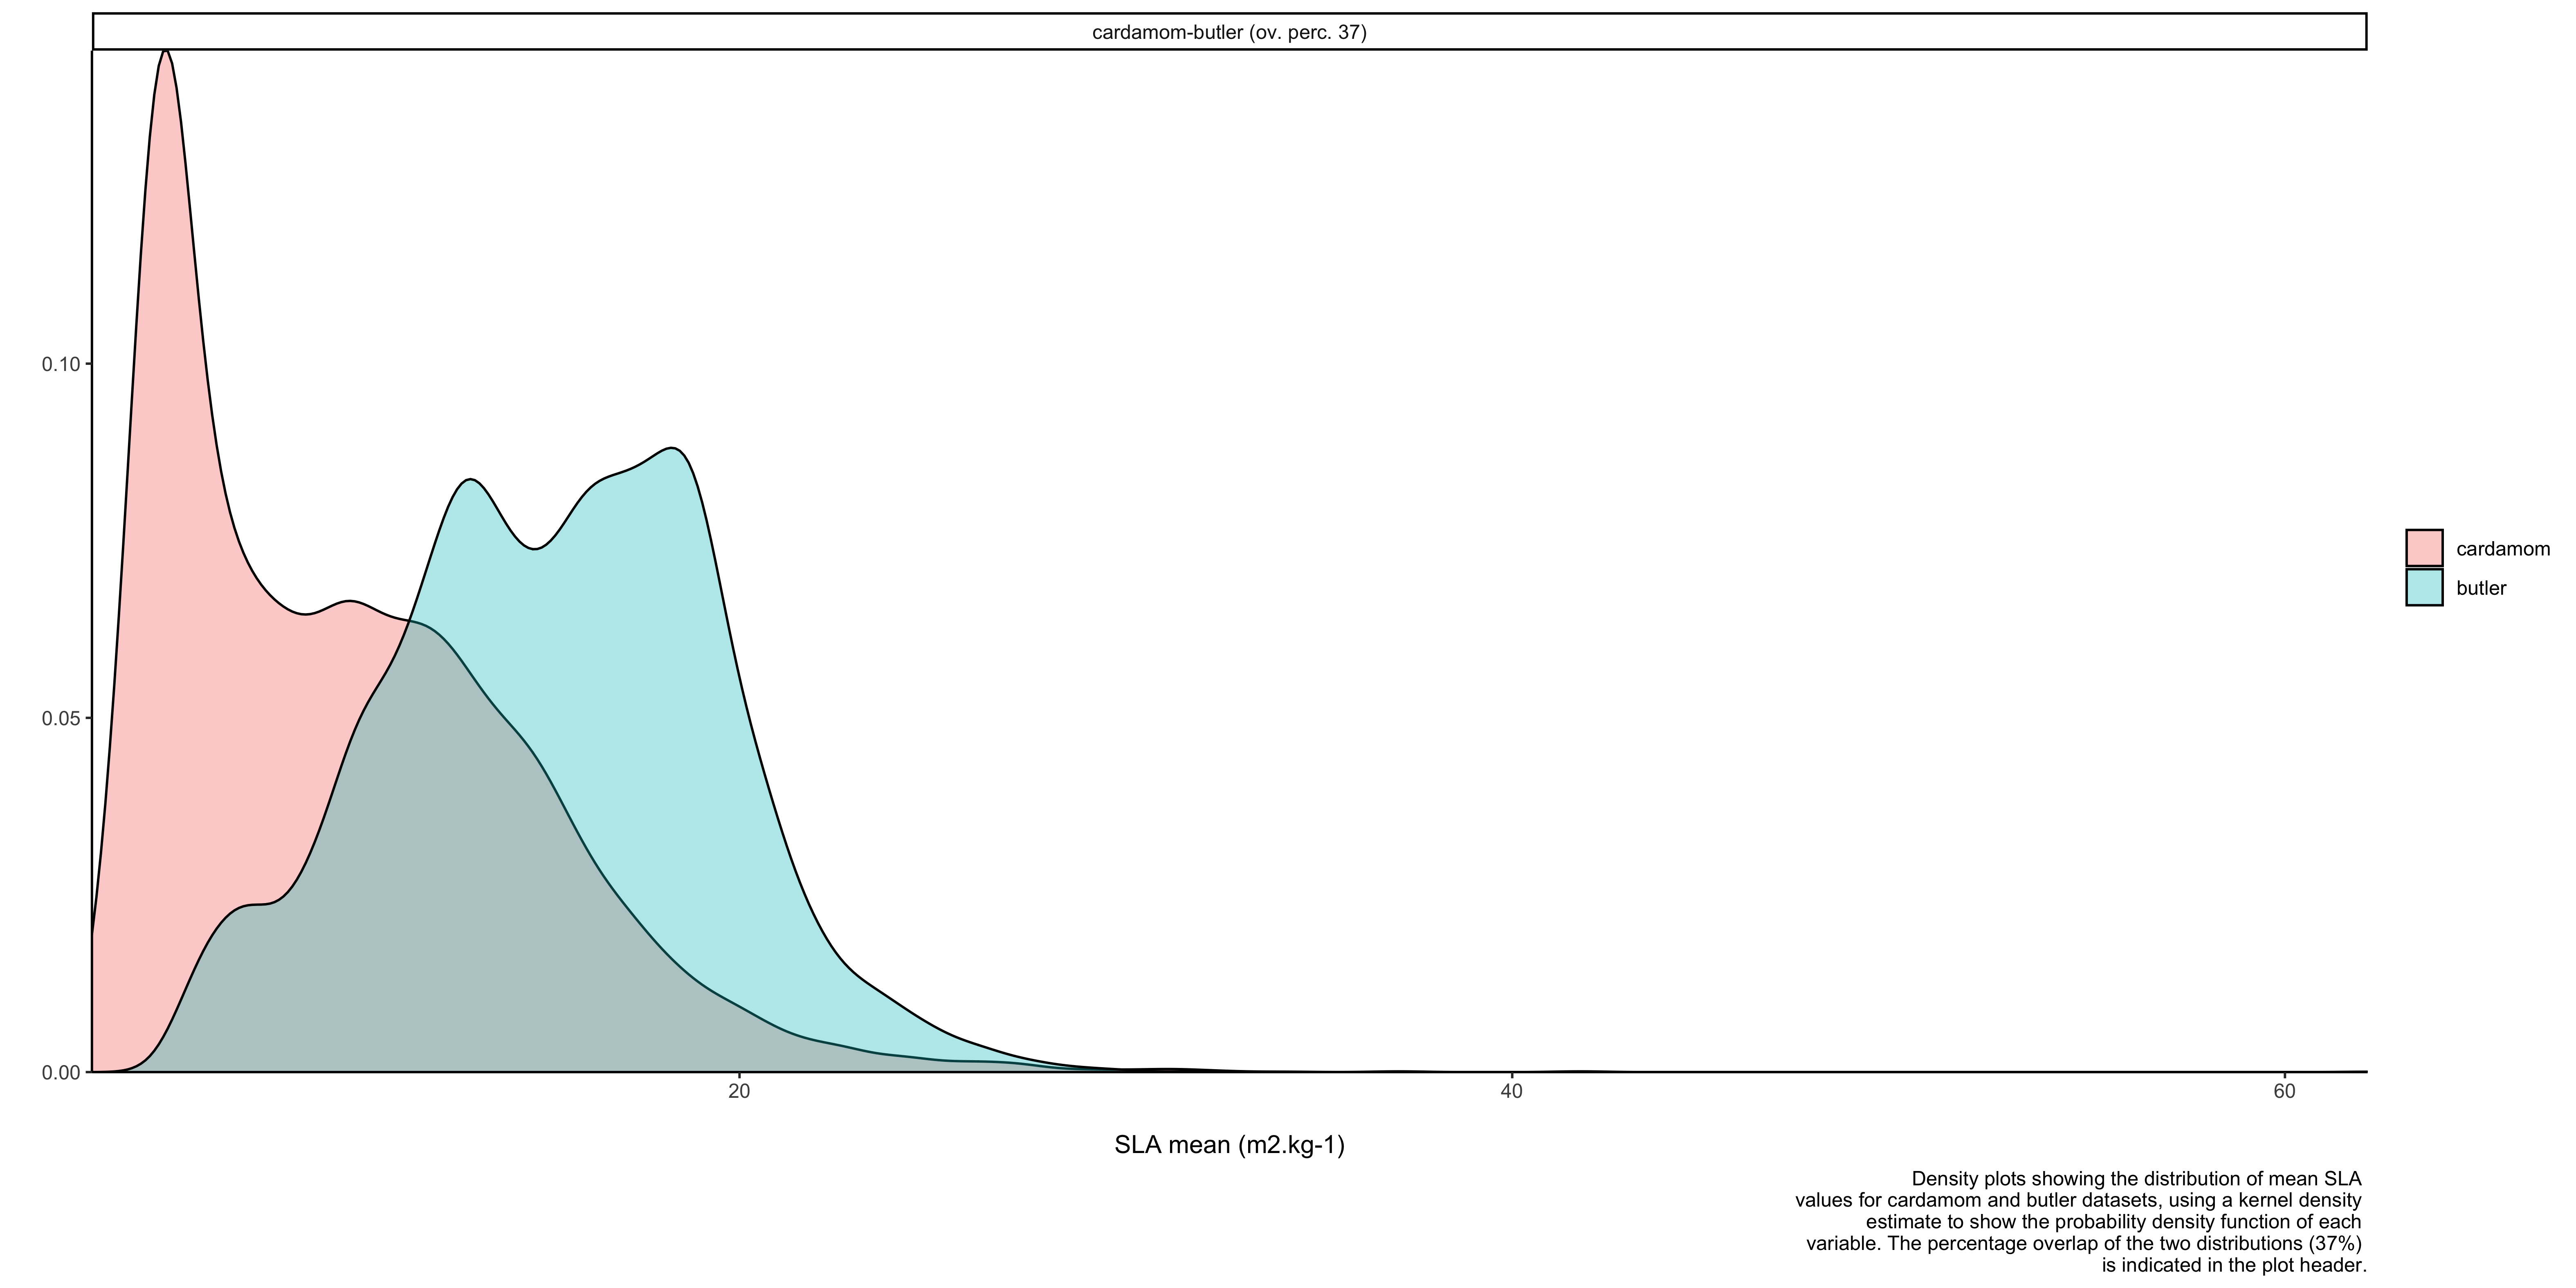 cardamom-butler (ov. perc. 37)
0.10
0.05
0.00
20
40
60
SLA mean (m2.kg-1)
cardamom
butler
Density plots showing the distribution of mean SLA
values for cardamom and butler datasets, using a kernel density
estimate to show the probability density function of each
variable. The percentage overlap of the two distributions (37%)
is indicated in the plot header.